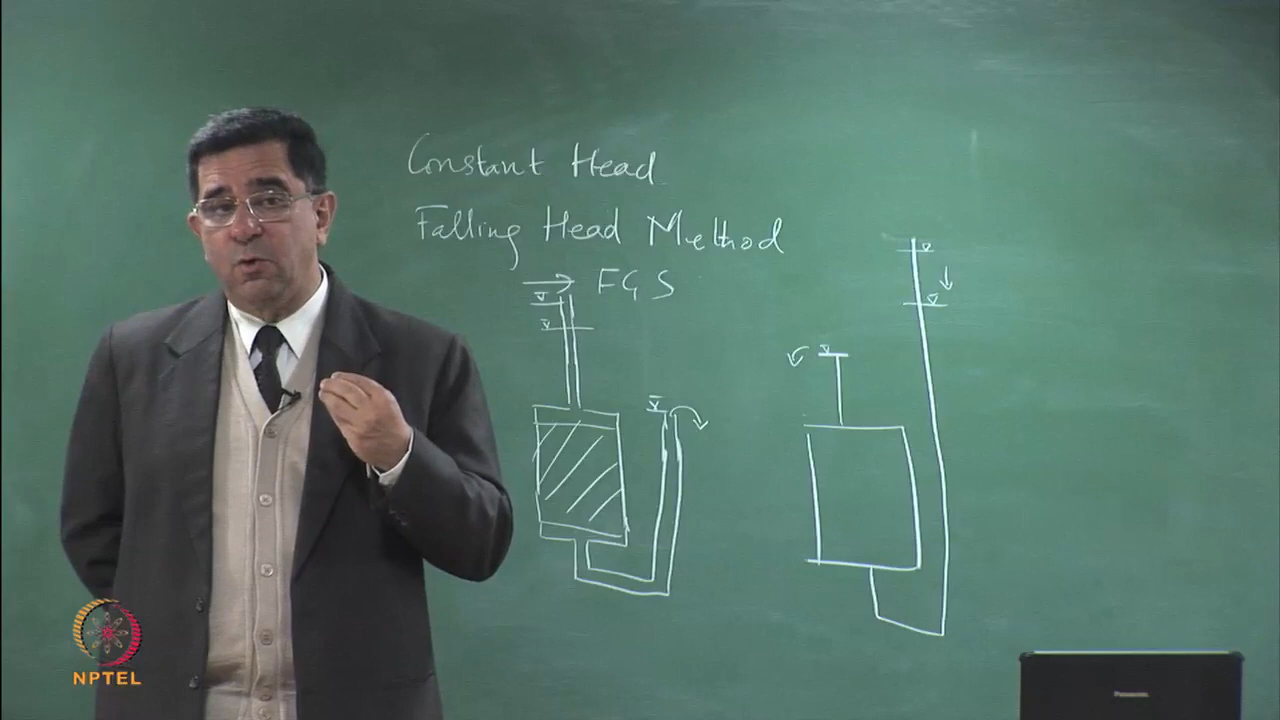 Constant Head
Falling Head Method
FGS
NPTEL
Panasonic